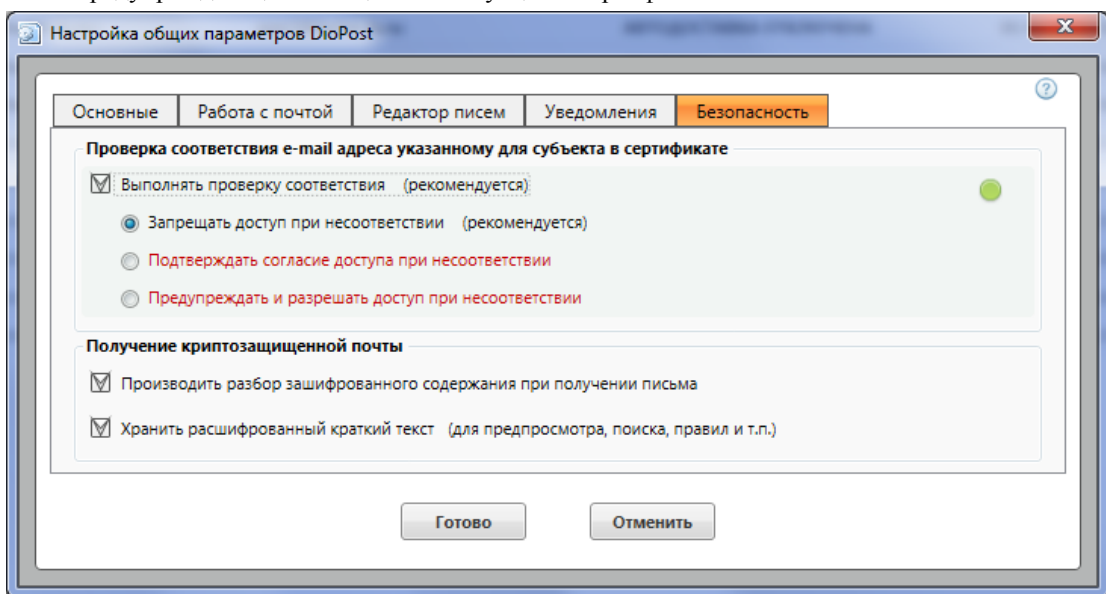 Настройка общих параметров DioPost
Основные Работа с почтой Редактор писем Уведомления Безопасность
Проверка соответствия e-mail адреса указанному для субъекта в сертификате
Выполнять проверку соответствия (рекомендуется)
Запрещать доступ при несоответствии (рекомендуется)
Подтверждать согласие доступа при несоответствии
Предупреждать и разрешать доступ при несоответствии
Получение криптозащищенной почты
Производить разбор зашифрованного содержания при получении письма
Хранить расшифрованный краткий текст (для предпросмотра, поиска, правил и т.п.)
Готово Отменить